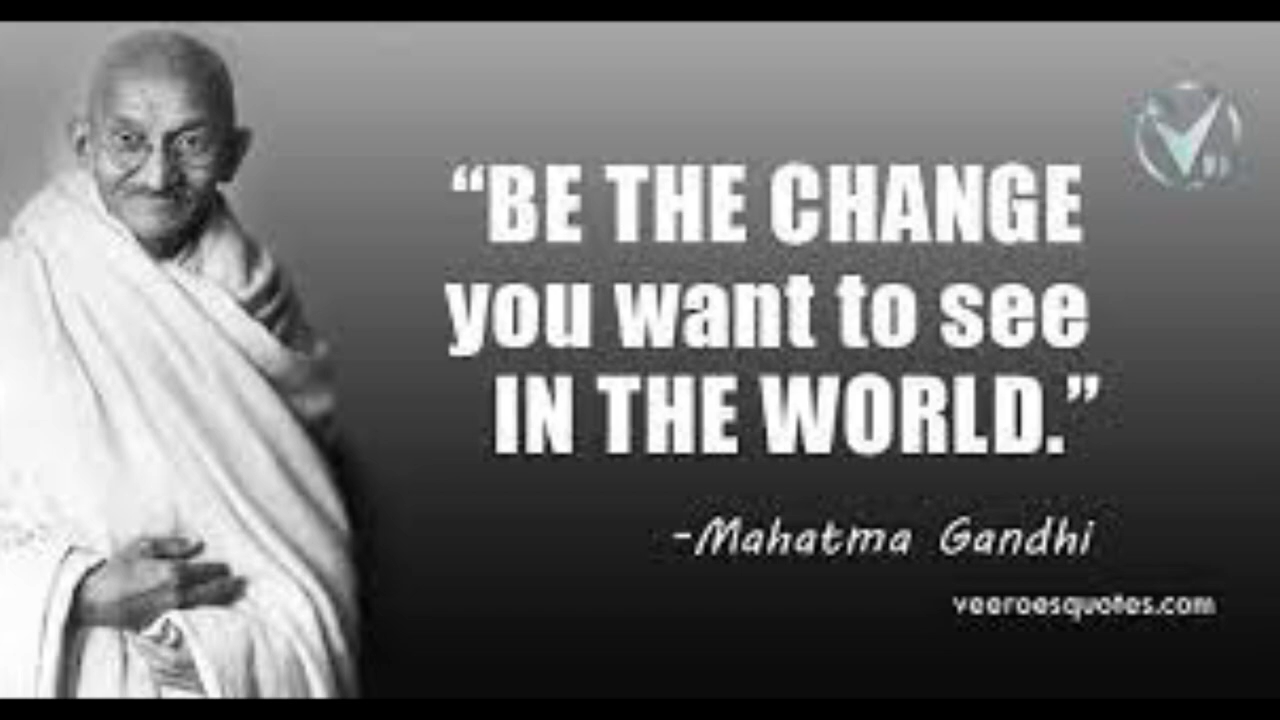 “BE THE CHANGE
you want to see
IN THE WORLD.”
-Mahatma Gandhi
veeroesquotes.com